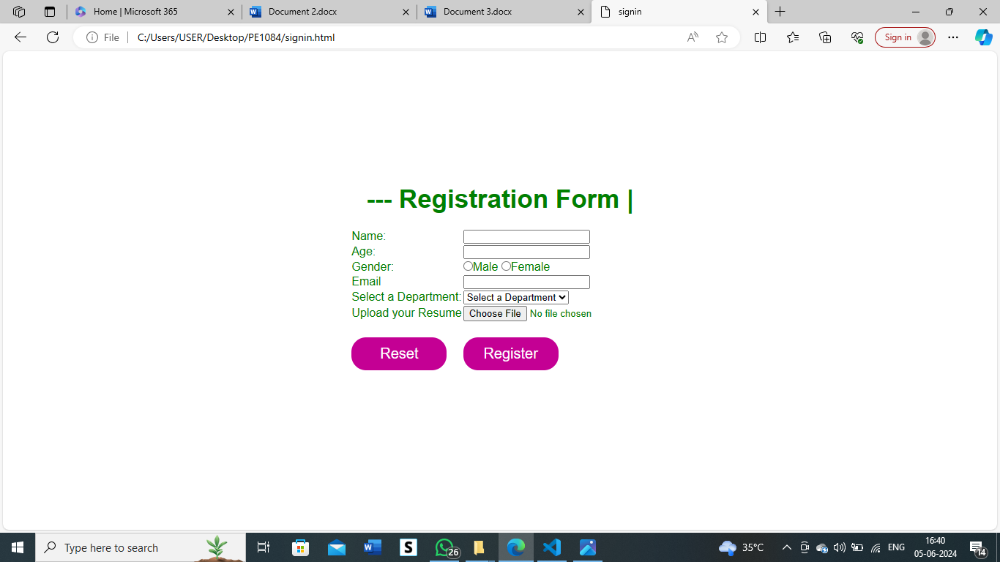 Home | Microsoft 365
Document 2.docx
Document 3.docx
signin
File
C:/Users/USER/Desktop/PE1084/signin.html
Sign in
--- Registration Form |
Name:
Age:
Gender: Male Female
Email
Select a Department: Select a Department
Upload your Resume Choose File No file chosen
Reset Register
Type here to search
S
26
35°C
ENG
16:40
05-06-2024
14